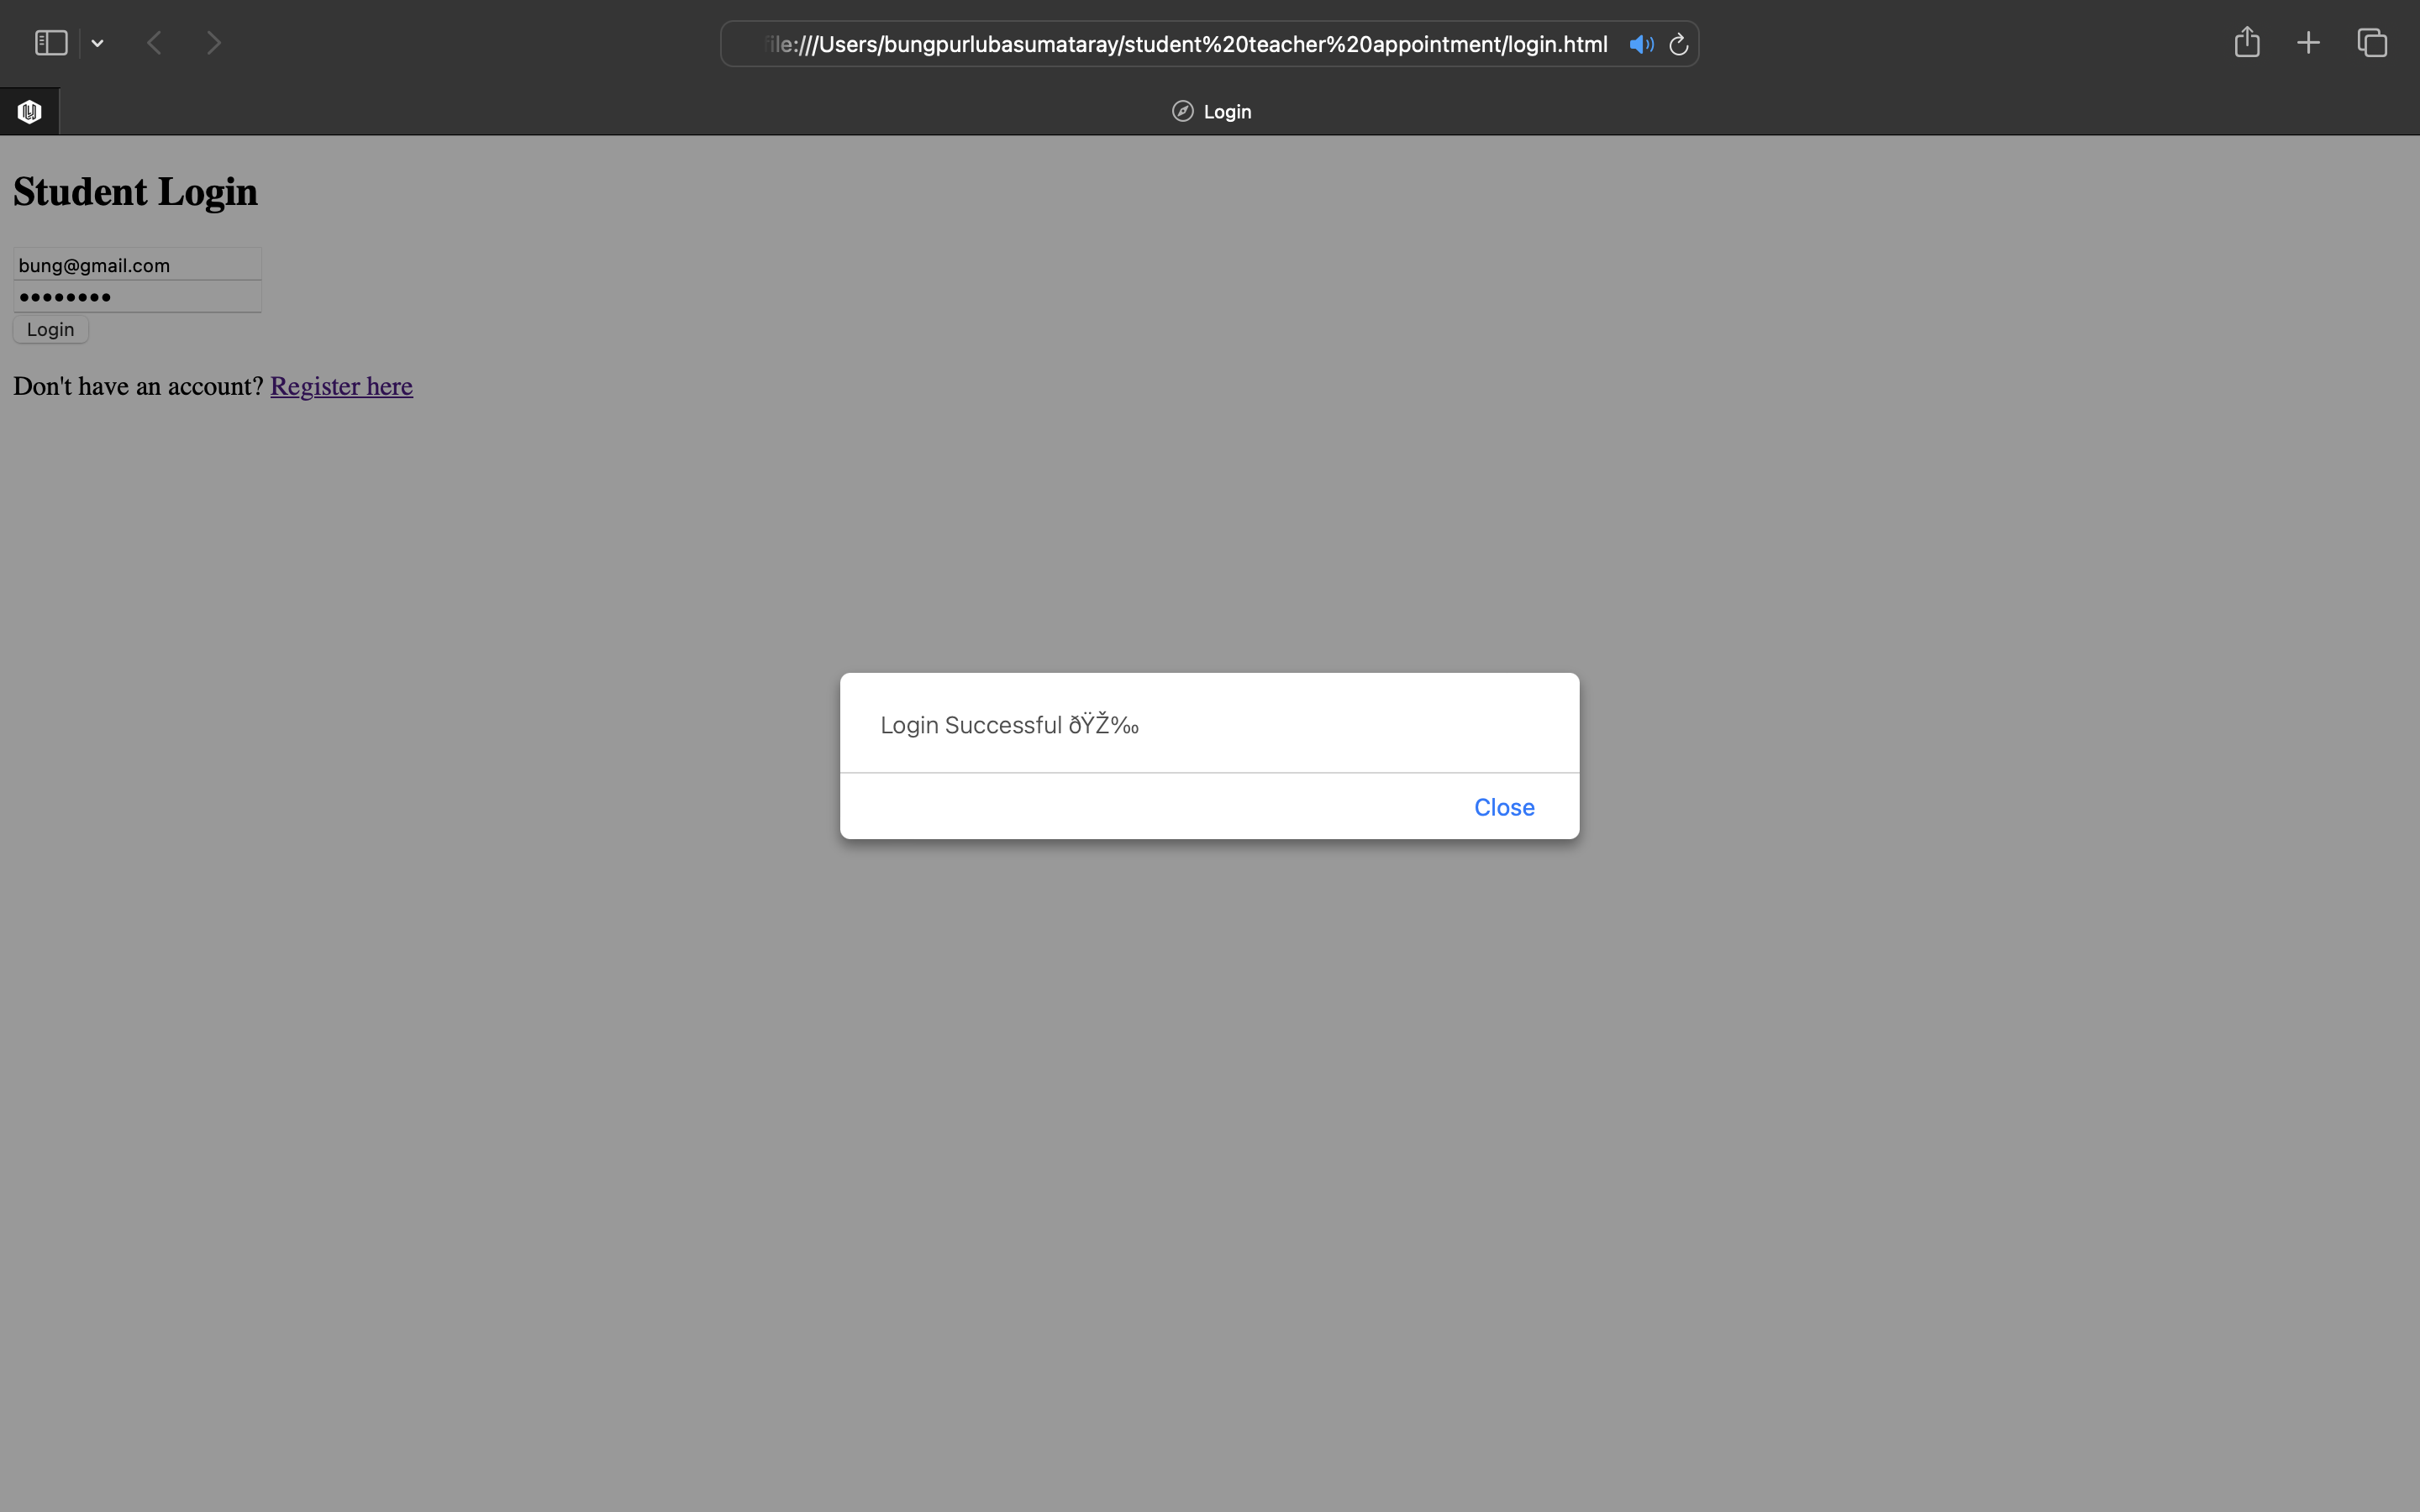 file:///Users/bungpurlubasumataray/student%20teacher%20appointment/login.html
Login
Student Login
bung@gmail.com
••••••••
Login
Don't have an account? Register here
Login Successful ðŸŽ‰
Close